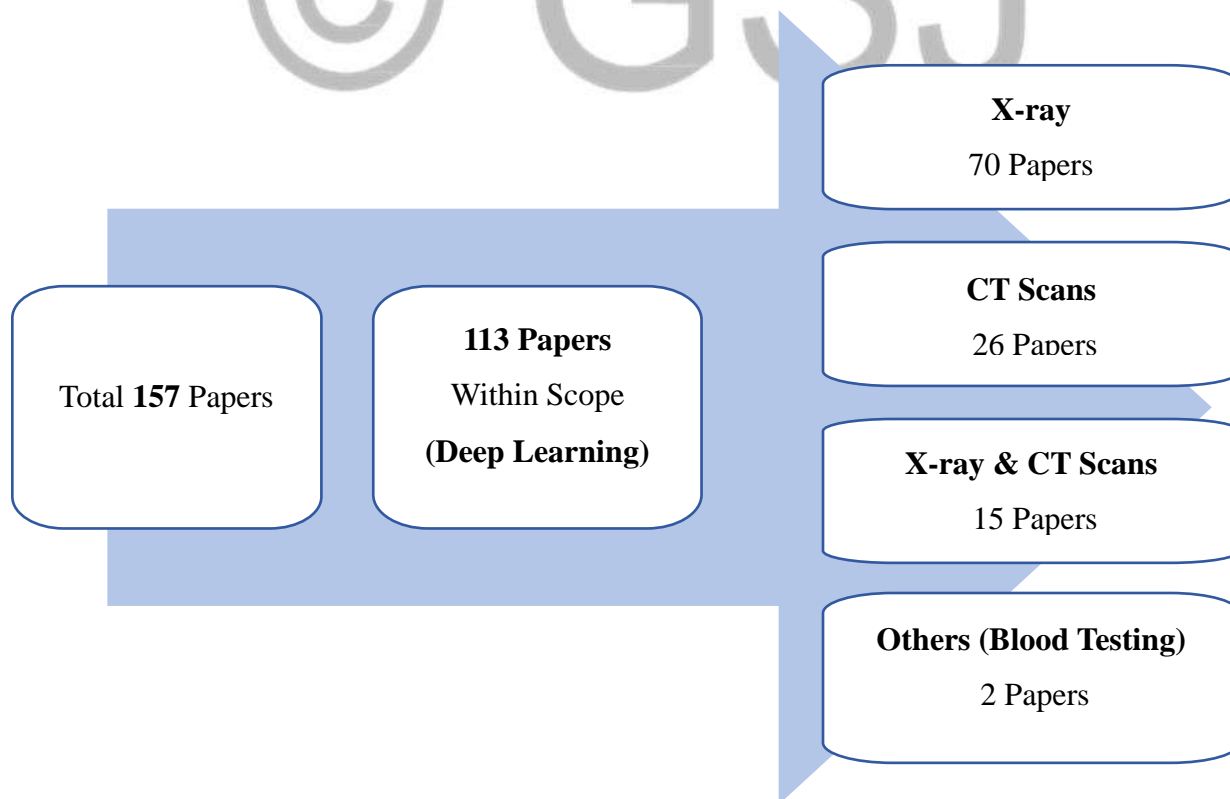 © GSJ
X-ray
70 Papers
CT Scans
26 Papers
Total 157 Papers
113 Papers
Within Scope
(Deep Learning)
X-ray & CT Scans
15 Papers
Others (Blood Testing)
2 Papers